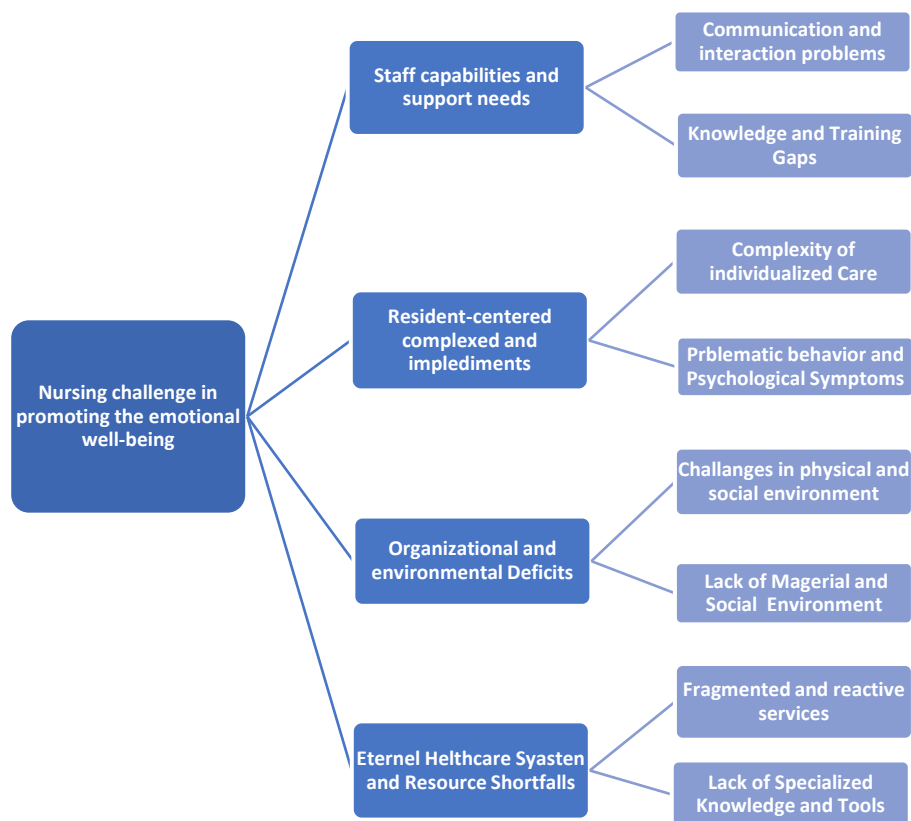 Communication and
interaction problems
Staff capabilities and
support needs
Knowledge and Training
Gaps
Complexity of
individualized Care
Resident-centered
complexed and
implediments
Prblematic behavior and
Psychological Symptoms
Nursing challenge in
promoting the emotional
well-being
Challanges in physical and
social environment
Organizational and
environmental Deficits
Lack of Magerial and
Social Environment
Fragmented and reactive
services
Eternel Helthcare Syasten
and Resource Shortfalls
Lack of Specialized
Knowledge and Tools